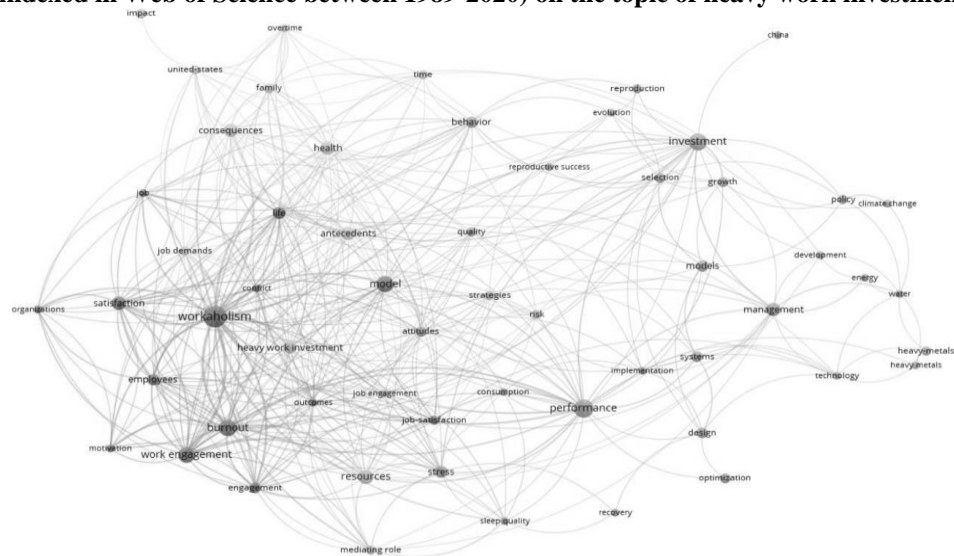 indexed in Web of Science between 1989-2020) on the topic of heavy work investmen
impact
overtime
china
united-states
time
family
reproduction
evolution
behavior
consequences
investment
health
reproductive success
selection
growth
job
policy
climate change
life
antecedents
quality
job demands
development
models
energy
conflict
model
water
strategies
organizations
satisfaction
management
workaholism
risk
attitudes
heavy work investment
heavy-metals
systems
heavy metals
implementation
technology
employees
job engagement
consumption
outcomes
performance
job-satisfaction
burnout
design
motivation
work engagement
stress
resources
optimization
engagement
recovery
sleep quality
mediating role